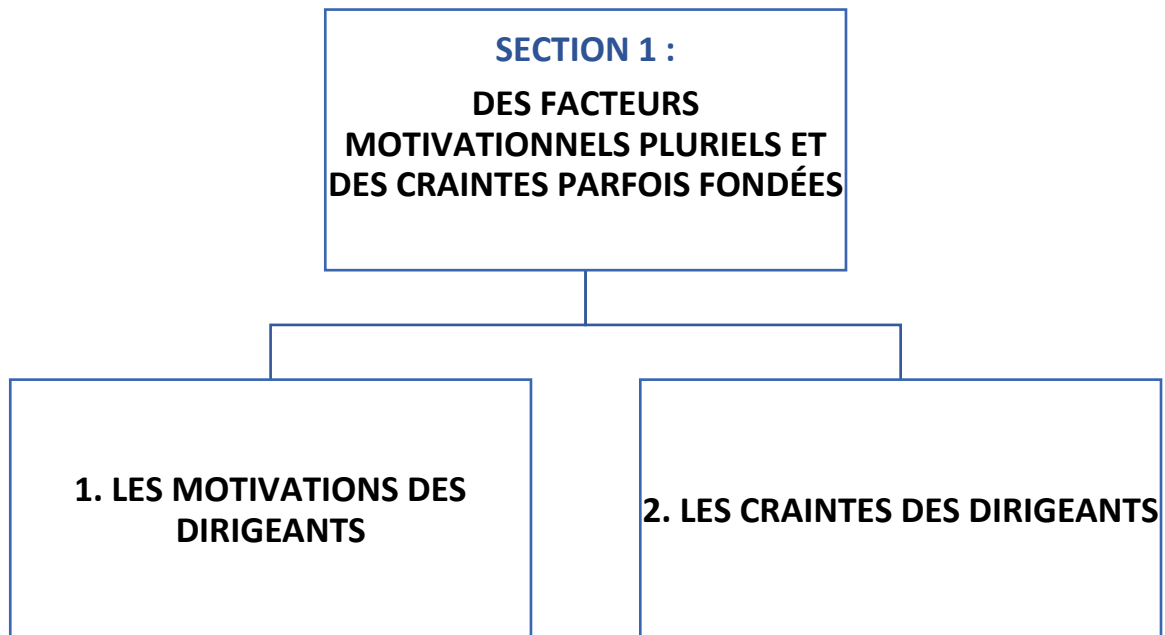 SECTION 1 :
DES FACTEURS
MOTIVATIONNELS PLURIELS ET
DES CRAINTES PARFOIS FONDÉES
1. LES MOTIVATIONS DES
DIRIGEANTS
2. LES CRAINTES DES DIRIGEANTS